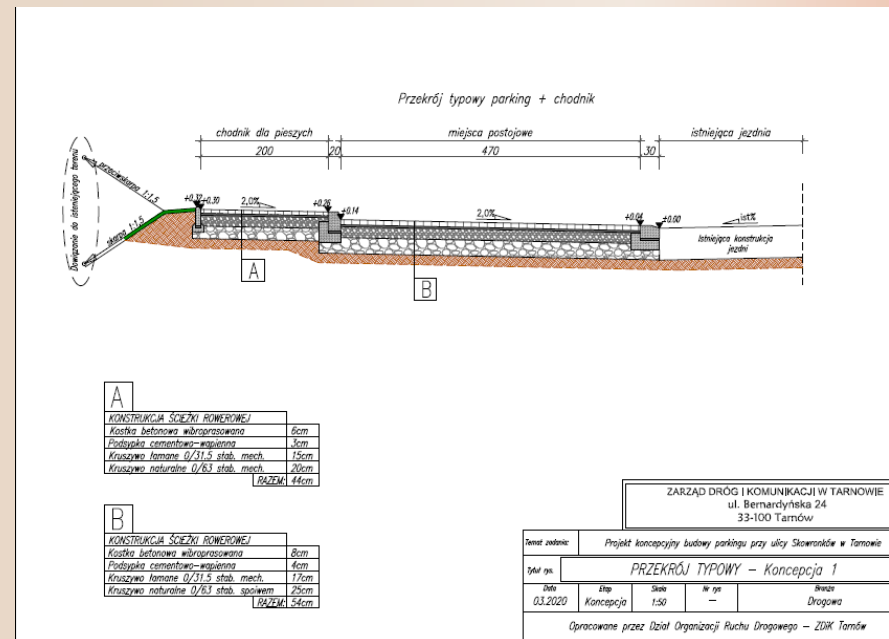 Przekrój typowy parking + chodnik
chodnik dla pieszych
miejsca postojowe
istniejąca jezdnia
200
20
470
30
Dowiązanie do istniejącego terenu
przeciwskarpa 1:1.5
Skarpa 1:1.5
+0.32
+0.30
2,0%
+0.26
+0.14
2,0%
+0.04
+0.00
ist%
Istniejąca konstrukcja
jezdni
A
B
A
KONSTRUKCJA ŚCIEŻKI ROWEROWEJ
Kostka betonowa wibroprasowana 6cm
Podsypka cementowo-wapienna 3cm
Kruszywo łamane 0/31.5 stab. mech. 15cm
Kruszywo naturalne 0/63 stab. mech. 20cm
RAZEM: 44cm
B
KONSTRUKCJA ŚCIEŻKI ROWEROWEJ
Kostka betonowa wibroprasowana 8cm
Podsypka cementowo-wapienna 4cm
Kruszywo łamane 0/31.5 stab. mech. 17cm
Kruszywo naturalne 0/63 stab. spoiwem 25cm
RAZEM: 54cm
ZARZĄD DRÓG I KOMUNIKACJI W TARNOWIE
ul. Bernardyńska 24
33-100 Tarnów
Temat zadania: Projekt koncepcyjny budowy parkingu przy ulicy Skowronków w Tarnowie
Tytuł rys. PRZEKRÓJ TYPOWY – Koncepcja 1
Data Etap Skala Nr rys Branża
03.2020 Koncepcja 1:50 – Drogowa
Opracowane przez Dział Organizacji Ruchu Drogowego – ZDiK Tarnów